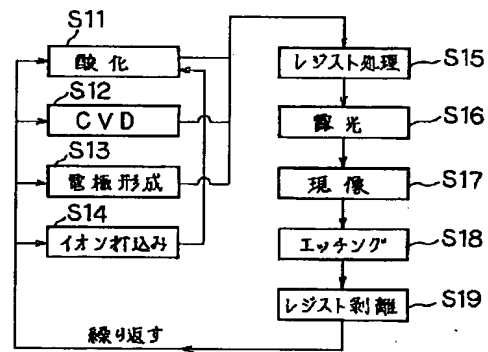 S11
酸化
S12
CVD
S13
電極形成
S14
イオン打込み
レジスト処理
S15
露光
S16
現像
S17
エッチング
S18
レジスト剥離
S19
繰り返す